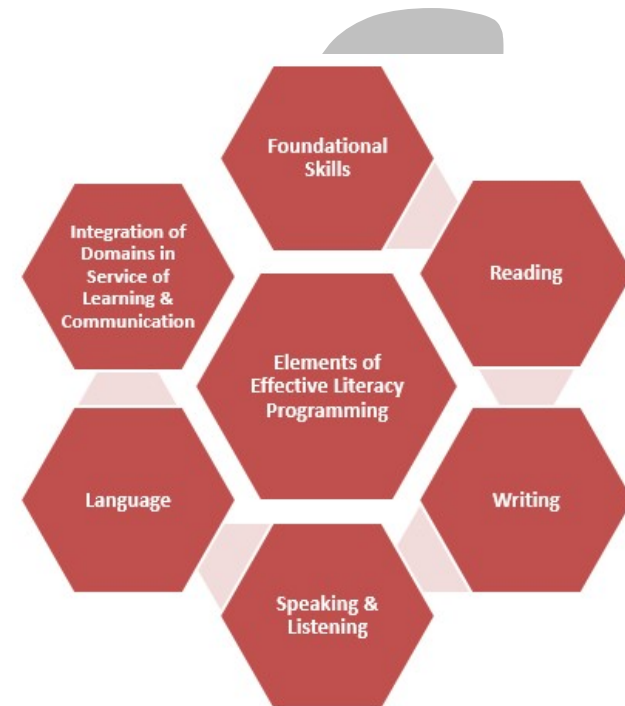 Foundational
Skills
Integration of
Domains in
Service of
Learning &
Communication
Reading
Elements of
Effective Literacy
Programming
Language
Writing
Speaking &
Listening